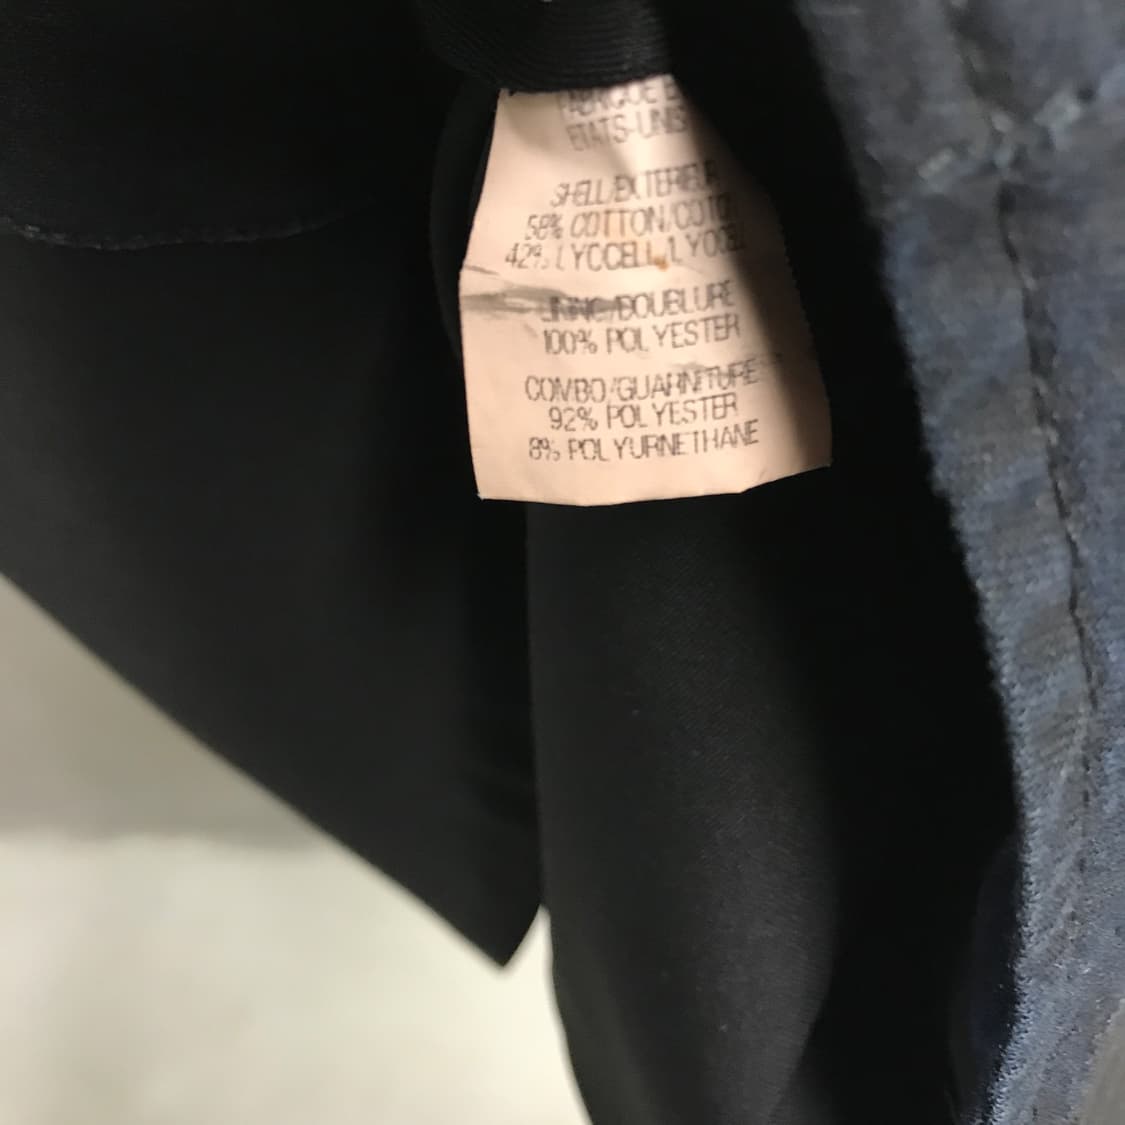 ETATS-UNIS
SHELL/EXTERIEUR
58% COTTON/COTO
42% LYOCELL/LYOCELL
LINING/DOUBLURE
100% POLYESTER
COMBO/GUARNITURE
92% POLYESTER
8% POLYURNETHANE